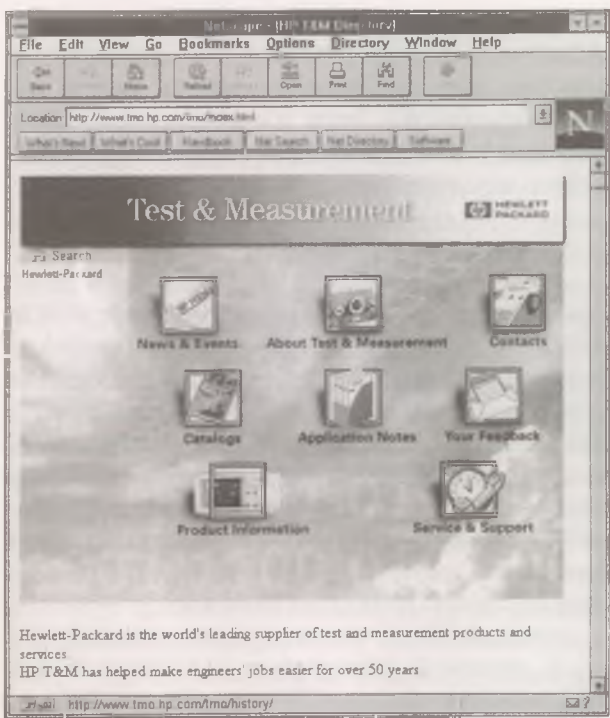 Netscape - [HP T&M Directory]
File Edit View Go Bookmarks Options Directory Window Help
Back Home Reload Open Print Find
Location http://www.tmo.hp.com/tmo/index.html
What's New! What's Cool! Handbook Net Search Net Directory Software
N
Test & Measurement
HEWLETT
PACKARD
Search
Hewlett-Packard
News & Events About Test & Measurement Contacts
Catalogs Application Notes Your Feedback
Product Information Service & Support
Hewlett-Packard is the world's leading supplier of test and measurement products and
services
HP T&M has helped make engineers' jobs easier for over 50 years
http://www.tmo.hp.com/tmo/history/